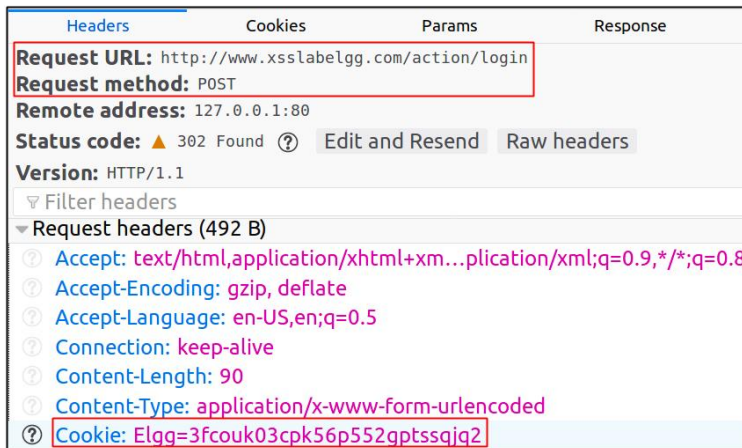 Headers Cookies Params Response
Request URL: http://www.xsslabelgg.com/action/login
Request method: POST
Remote address: 127.0.0.1:80
Status code: ▲ 302 Found ? Edit and Resend Raw headers
Version: HTTP/1.1
Filter headers
Request headers (492 B)
? Accept: text/html,application/xhtml+xm…plication/xml;q=0.9,*/*;q=0.8
? Accept-Encoding: gzip, deflate
? Accept-Language: en-US,en;q=0.5
? Connection: keep-alive
? Content-Length: 90
? Content-Type: application/x-www-form-urlencoded
? Cookie: Elgg=3fcouk03cpk56p552gptssqjq2